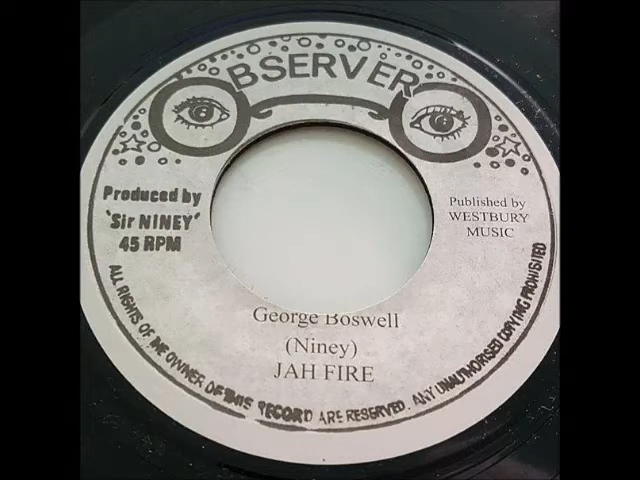 OBSERVER
Produced by
'Sir NINEY'
45 RPM
Published by
WESTBURY
MUSIC
George Boswell
(Niney)
JAH FIRE
ALL RIGHTS OF THE OWNER OF THIS RECORD ARE RESERVED. ANY UNAUTHORISED COPYING PROHIBITED